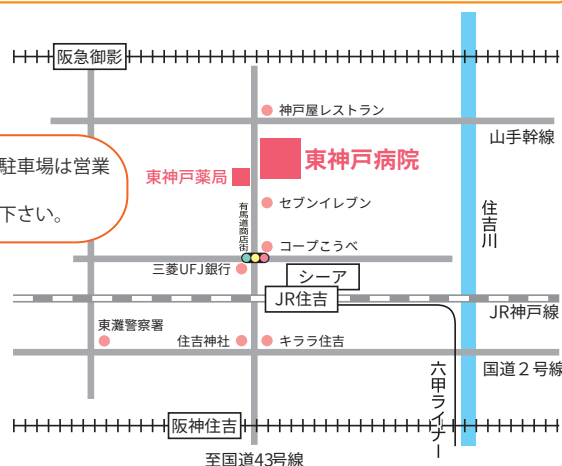 阪急御影
神戸屋レストラン
山手幹線
駐車場は営業
下さい。
東神戸病院
東神戸薬局
セブンイレブン
有馬道商店街
住吉川
コープこうべ
三菱UFJ銀行
シーア
JR住吉
JR神戸線
東灘警察署
住吉神社
キララ住吉
国道２号線
六甲ライナー
阪神住吉
至国道43号線